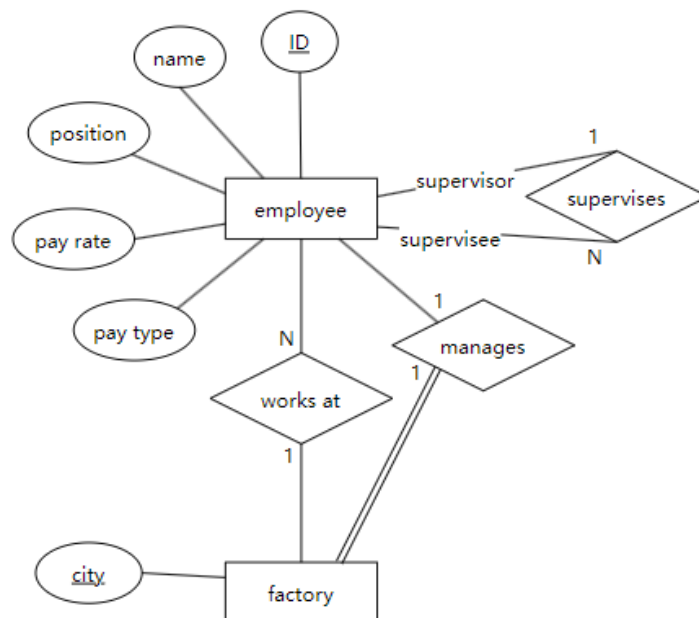 ID
name
position
1
supervisor
supervises
employee
pay rate
supervisee
N
1
pay type
N
manages
1
works at
1
city
factory